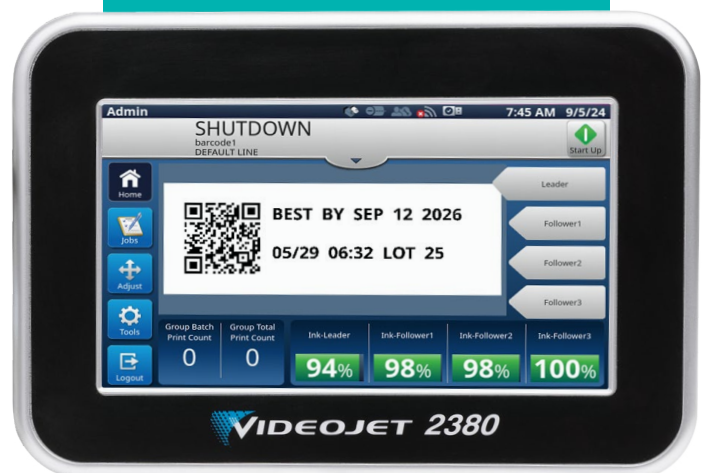 Admin 7:45 AM 9/5/24
SHUTDOWN
barcode1
DEFAULT LINE
Start Up
Home
Jobs
Adjust
Tools
Logout
BEST BY SEP 12 2026
05/29 06:32 LOT 25
Leader
Follower1
Follower2
Follower3
Group Batch
Print Count
0
Group Total
Print Count
0
Ink-Leader
94%
Ink-Follower1
98%
Ink-Follower2
98%
Ink-Follower3
100%
VIDEOJET 2380